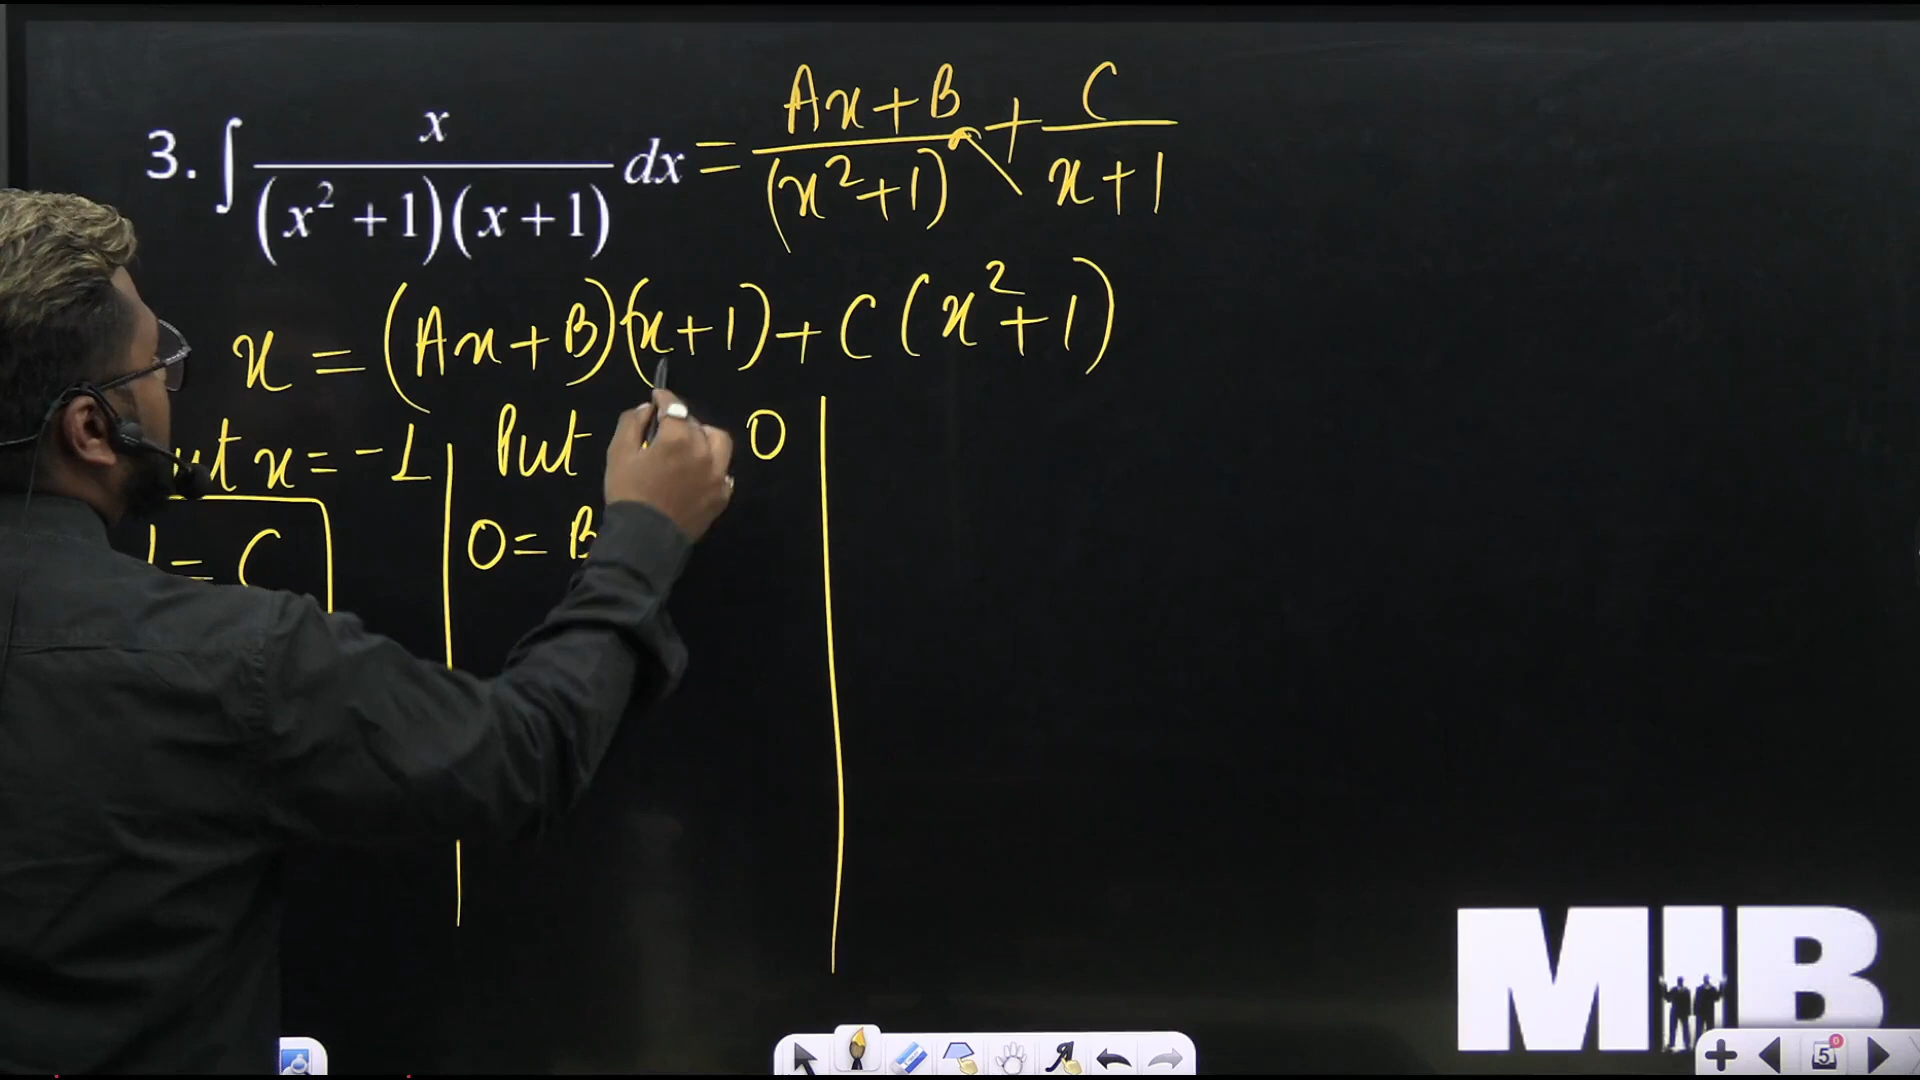 3. ∫ x / (x² + 1)(x + 1) dx = Ax + B / (x² + 1) + C / x + 1
x = (Ax + B)(x + 1) + C (x² + 1)
x = -1 | Put 0
= C | 0 = B
MIB
5
0